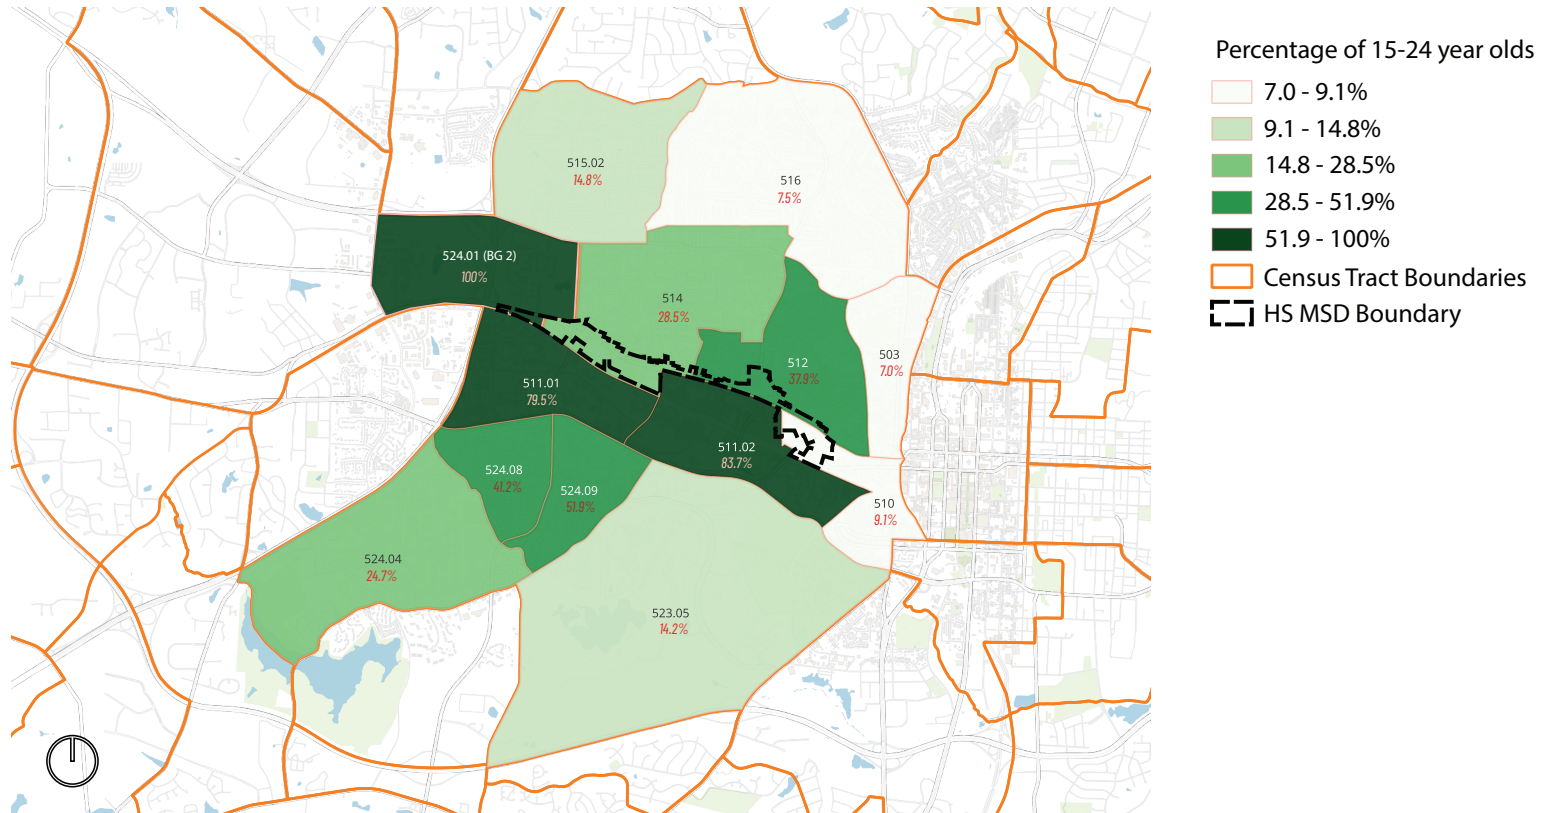 Percentage of 15-24 year olds
7.0 - 9.1%
9.1 - 14.8%
14.8 - 28.5%
28.5 - 51.9%
51.9 - 100%
Census Tract Boundaries
HS MSD Boundary
515.02
14.8%
516
7.5%
524.01 (BG 2)
100%
514
28.5%
512
37.9%
503
7.0%
511.01
79.5%
511.02
83.7%
524.08
41.2%
524.09
51.9%
510
9.1%
524.04
24.7%
523.05
14.2%